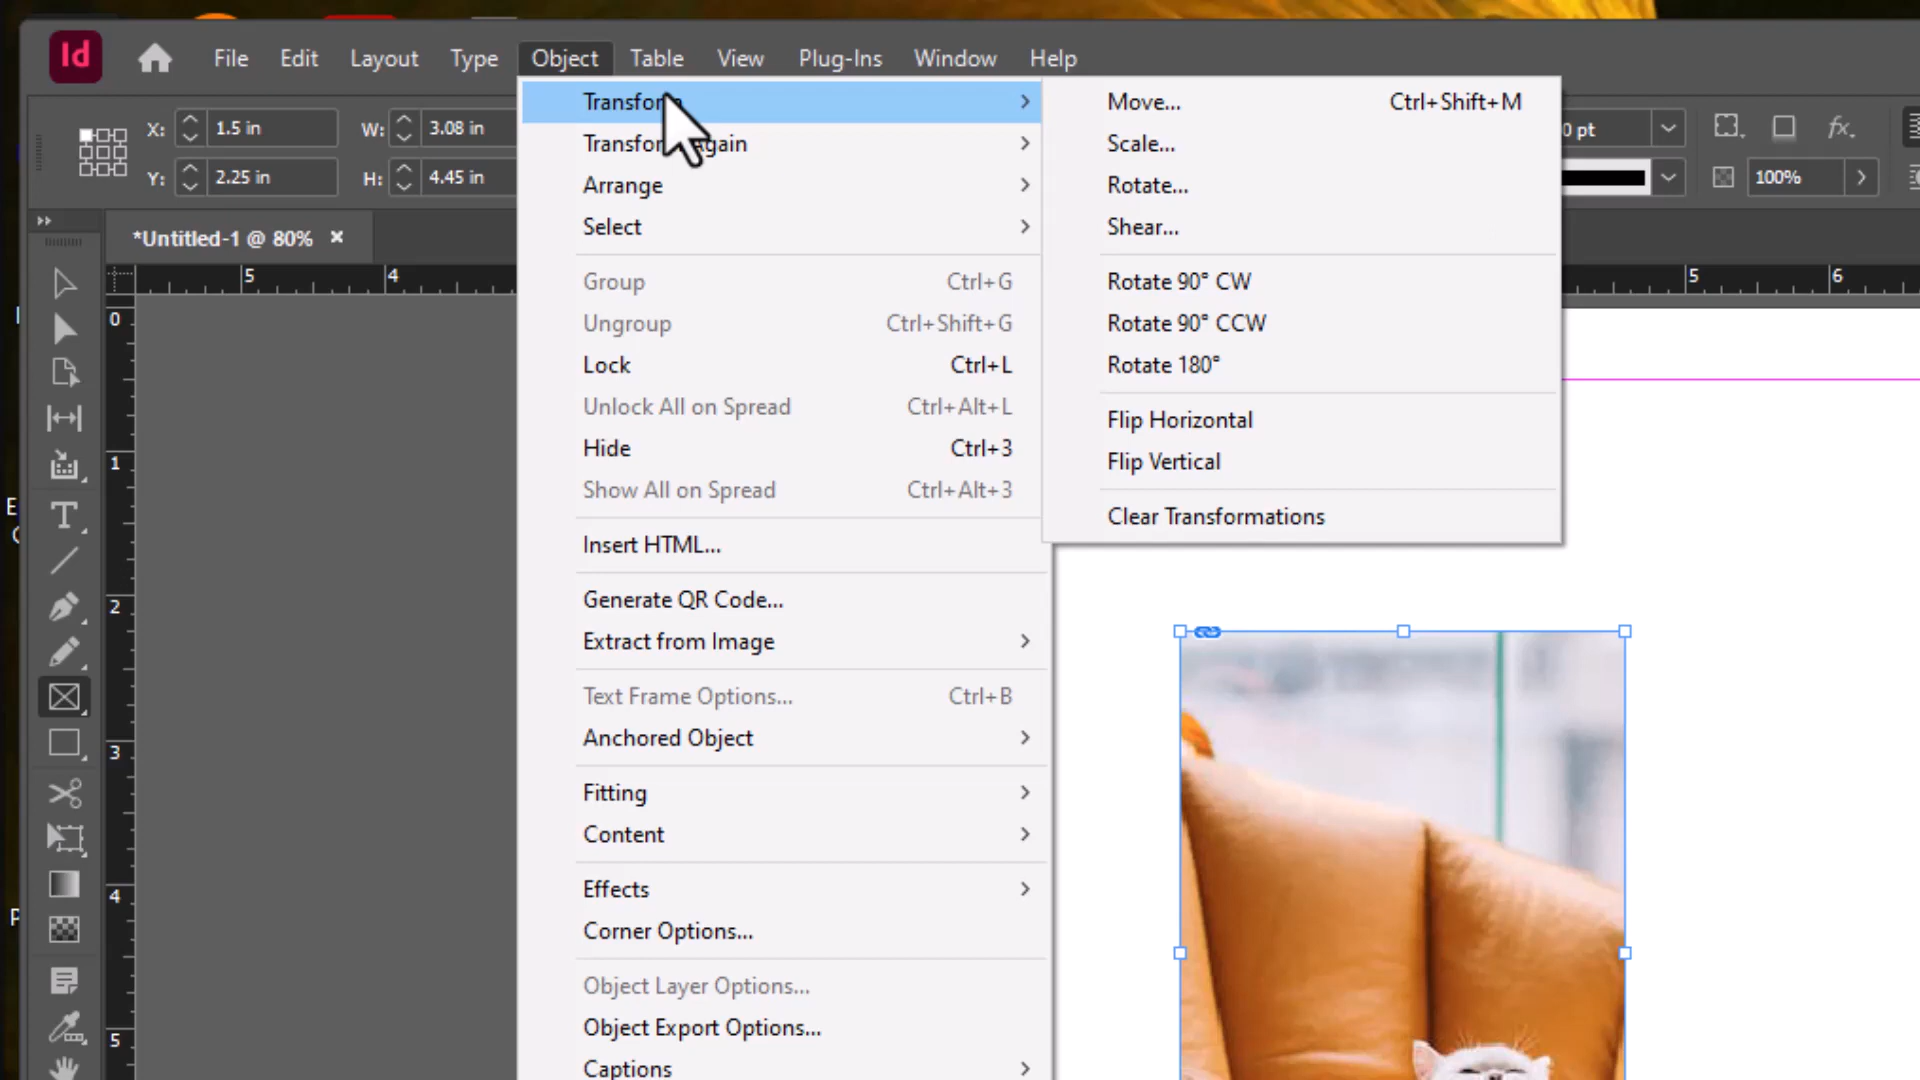 Id File Edit Layout Type Object Table View Plug-Ins Window Help
X: 1.5 in W: 3.08 in 0 pt fx.
Y: 2.25 in H: 4.45 in 100%
*Untitled-1 @ 80% ×
5 4 5 6
0
1
2
3
4
5
Transform
Transform Again
Arrange
Select
Group Ctrl+G
Ungroup Ctrl+Shift+G
Lock Ctrl+L
Unlock All on Spread Ctrl+Alt+L
Hide Ctrl+3
Show All on Spread Ctrl+Alt+3
Insert HTML...
Generate QR Code...
Extract from Image
Text Frame Options... Ctrl+B
Anchored Object
Fitting
Content
Effects
Corner Options...
Object Layer Options...
Object Export Options...
Captions
Move... Ctrl+Shift+M
Scale...
Rotate...
Shear...
Rotate 90° CW
Rotate 90° CCW
Rotate 180°
Flip Horizontal
Flip Vertical
Clear Transformations